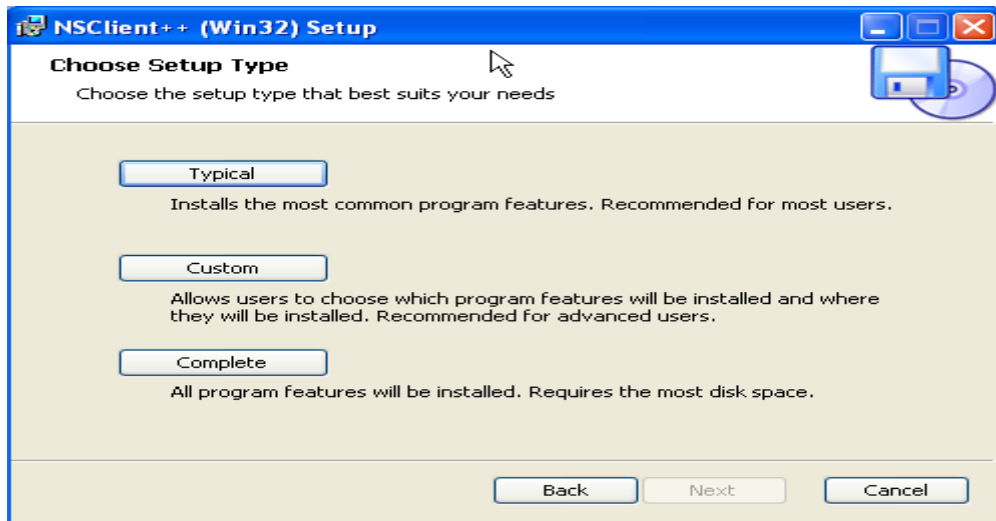 NSClient++ (Win32) Setup
Choose Setup Type
Choose the setup type that best suits your needs
Typical
Installs the most common program features. Recommended for most users.
Custom
Allows users to choose which program features will be installed and where
they will be installed. Recommended for advanced users.
Complete
All program features will be installed. Requires the most disk space.
Back Next Cancel